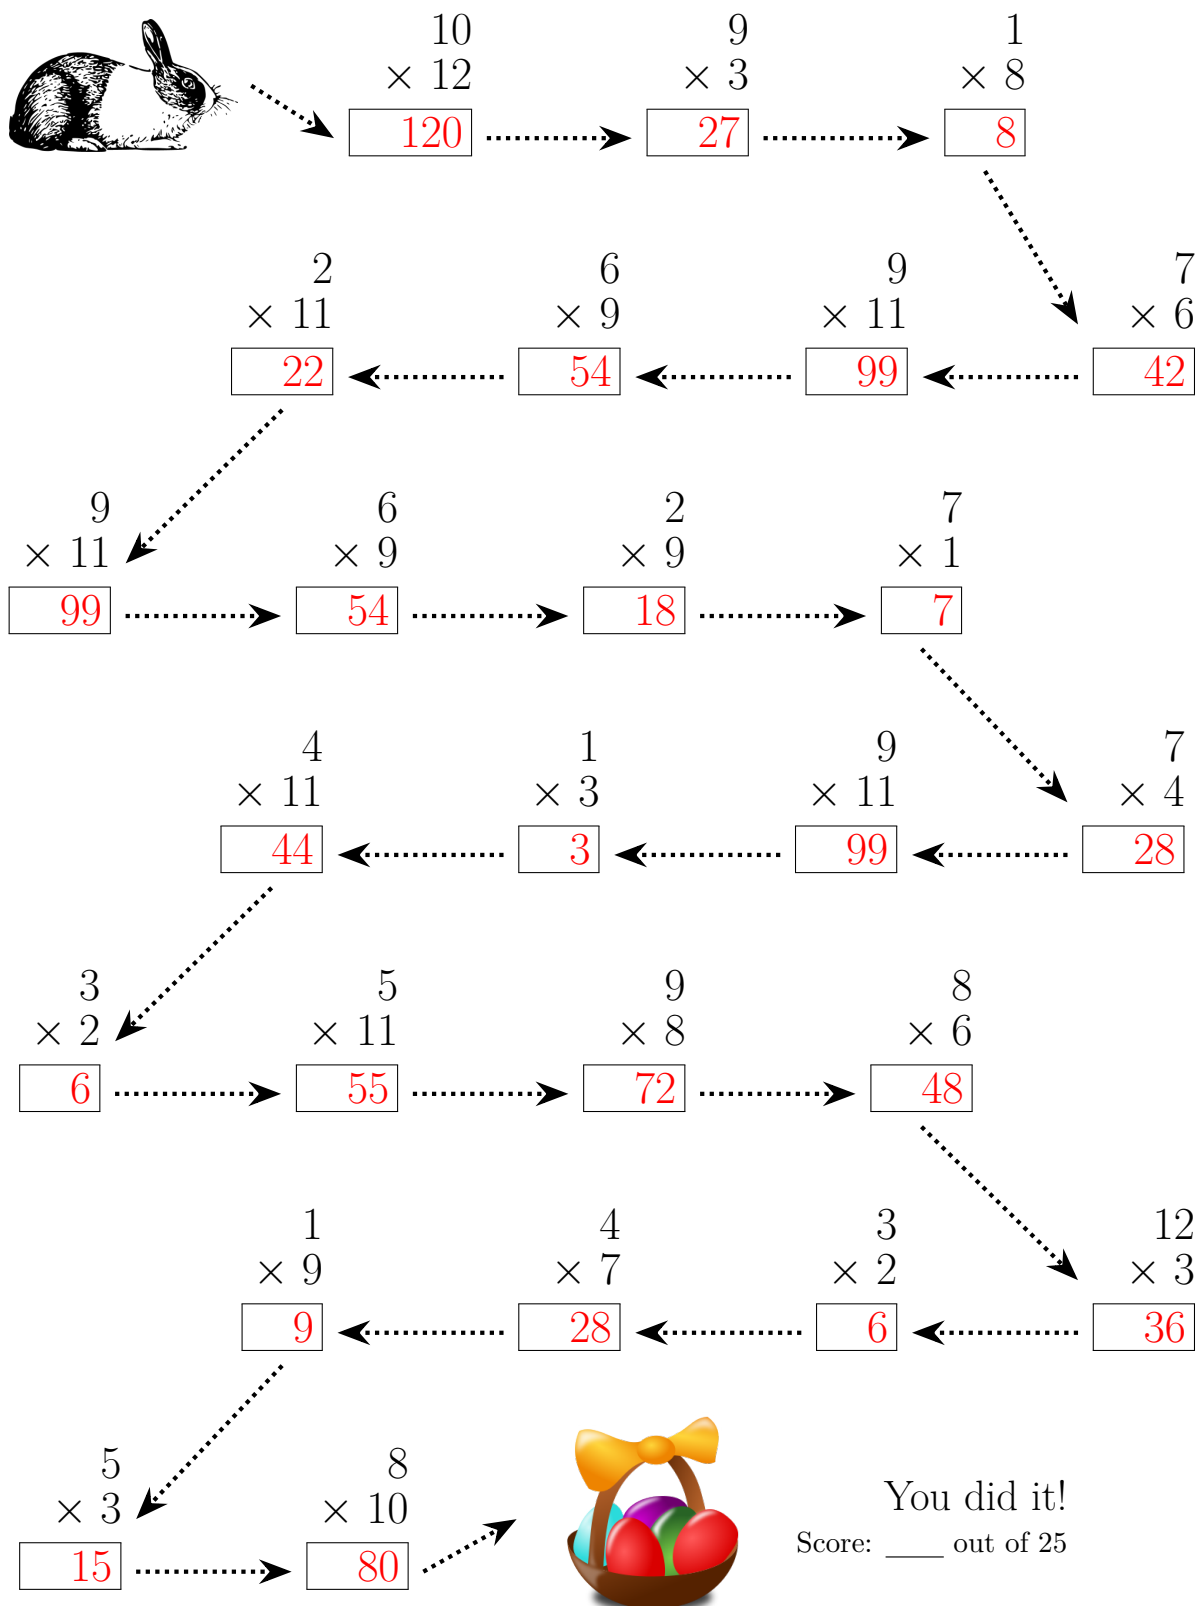 10 9 1
× 12 × 3 × 8
120 27 8
2 6 9 7
× 11 × 9 × 11 × 6
22 54 99 42
9 6 2 7
× 11 × 9 × 9 × 1
99 54 18 7
4 1 9 7
× 11 × 3 × 11 × 4
44 3 99 28
3 5 9 8
× 2 × 11 × 8 × 6
6 55 72 48
1 4 3 12
× 9 × 7 × 2 × 3
9 28 6 36
5 8
× 3 × 10
15 80
You did it!
Score: ____ out of 25